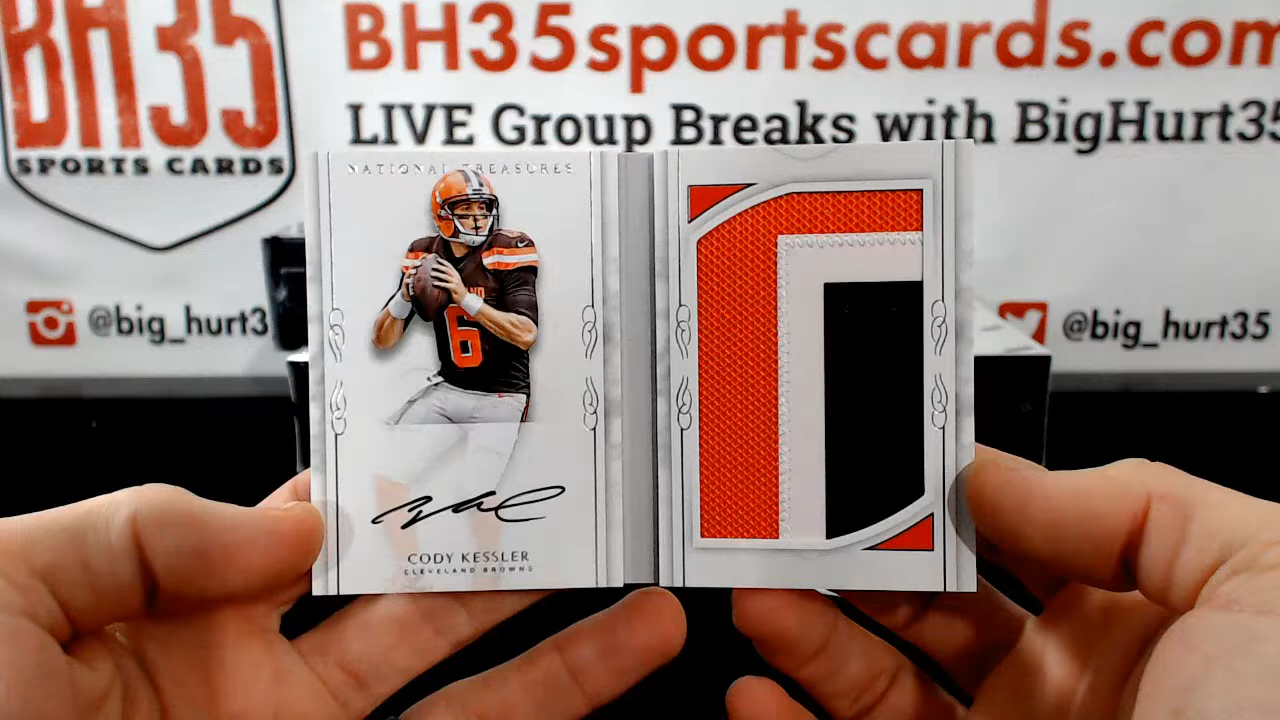 BH35
SPORTS CARDS
BH35sportscards.com
LIVE Group Breaks with BigHurt35
@big_hurt3
@big_hurt35
NATIONAL TREASURES
6
CODY KESSLER
CLEVELAND BROWNS